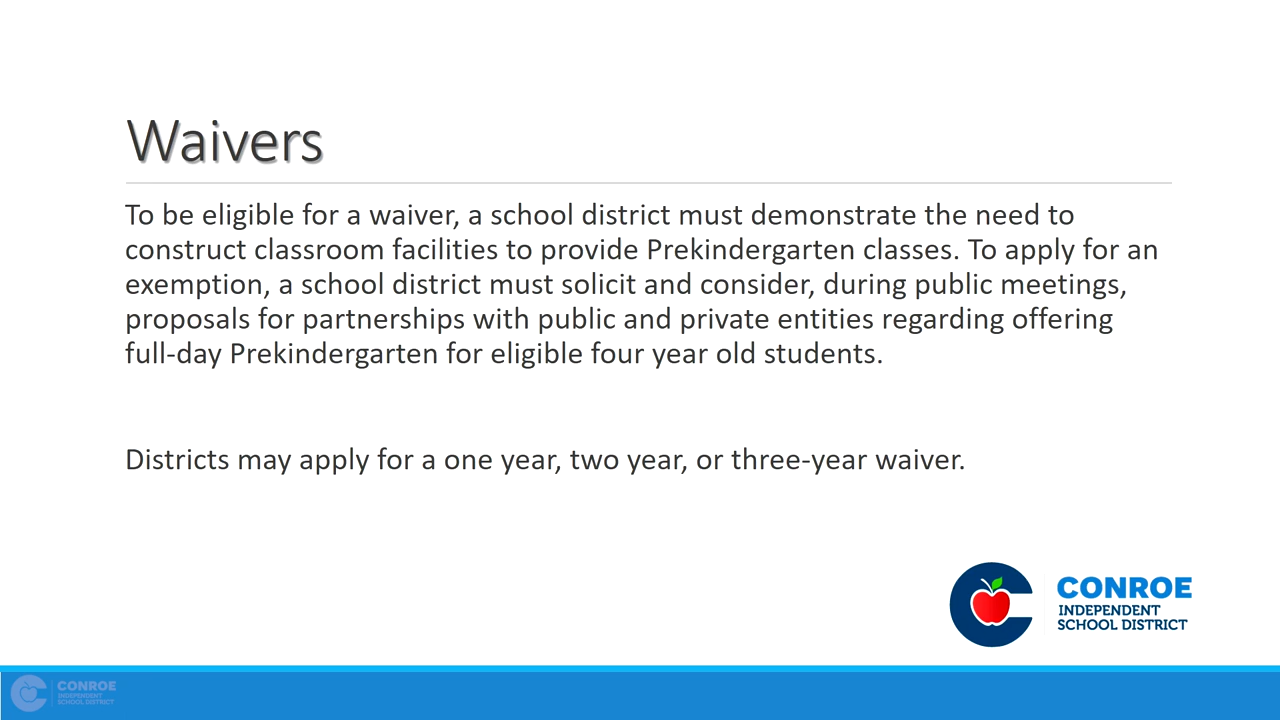 Waivers
To be eligible for a waiver, a school district must demonstrate the need to
construct classroom facilities to provide Prekindergarten classes. To apply for an
exemption, a school district must solicit and consider, during public meetings,
proposals for partnerships with public and private entities regarding offering
full-day Prekindergarten for eligible four year old students.
Districts may apply for a one year, two year, or three-year waiver.
CONROE
INDEPENDENT
SCHOOL DISTRICT
CONROE
INDEPENDENT
SCHOOL DISTRICT